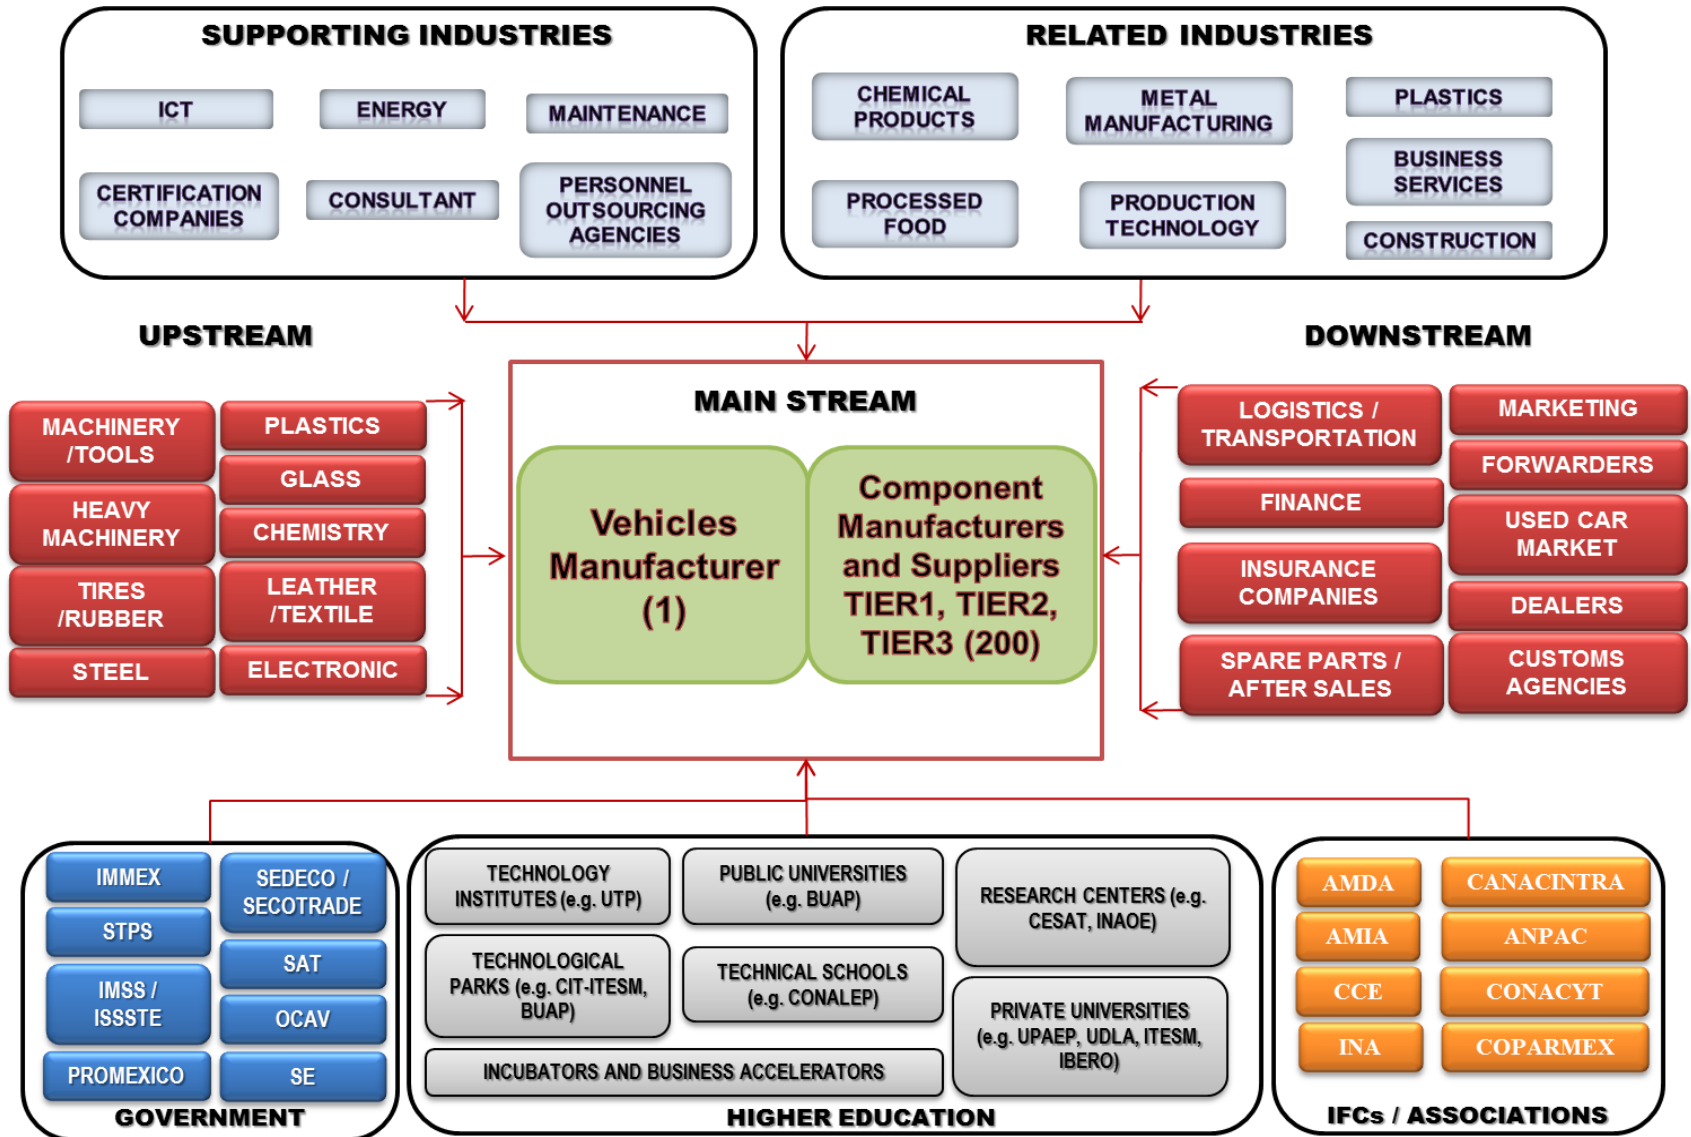 SUPPORTING INDUSTRIES
ICT
ENERGY
MAINTENANCE
CERTIFICATION
COMPANIES
CONSULTANT
PERSONNEL
OUTSOURCING
AGENCIES
RELATED INDUSTRIES
CHEMICAL
PRODUCTS
METAL
MANUFACTURING
PLASTICS
BUSINESS
SERVICES
PROCESSED
FOOD
PRODUCTION
TECHNOLOGY
CONSTRUCTION
UPSTREAM
MACHINERY
/TOOLS
HEAVY
MACHINERY
TIRES
/RUBBER
STEEL
PLASTICS
GLASS
CHEMISTRY
LEATHER
/TEXTILE
ELECTRONIC
MAIN STREAM
Vehicles
Manufacturer
(1)
Component
Manufacturers
and Suppliers
TIER1, TIER2,
TIER3 (200)
DOWNSTREAM
LOGISTICS /
TRANSPORTATION
FINANCE
INSURANCE
COMPANIES
SPARE PARTS /
AFTER SALES
MARKETING
FORWARDERS
USED CAR
MARKET
DEALERS
CUSTOMS
AGENCIES
IMMEX
STPS
IMSS /
ISSSTE
PROMEXICO
SEDECO /
SECOTRADE
SAT
OCAV
SE
GOVERNMENT
TECHNOLOGY
INSTITUTES (e.g. UTP)
PUBLIC UNIVERSITIES
(e.g. BUAP)
RESEARCH CENTERS (e.g.
CESAT, INAOE)
TECHNOLOGICAL
PARKS (e.g. CIT-ITESM,
BUAP)
TECHNICAL SCHOOLS
(e.g. CONALEP)
PRIVATE UNIVERSITIES
(e.g. UPAEP, UDLA, ITESM,
IBERO)
INCUBATORS AND BUSINESS ACCELERATORS
HIGHER EDUCATION
AMDA
AMIA
CCE
INA
CANACINTRA
ANPAC
CONACYT
COPARMEX
IFCs / ASSOCIATIONS